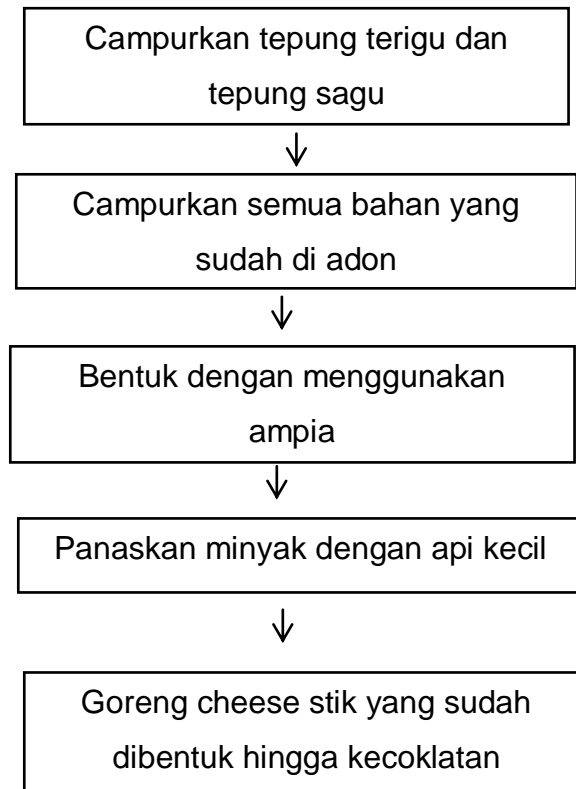 Campurkan tepung terigu dan
tepung sagu
Campurkan semua bahan yang
sudah di adon
Bentuk dengan menggunakan
ampia
Panaskan minyak dengan api kecil
Goreng cheese stik yang sudah
dibentuk hingga kecoklatan